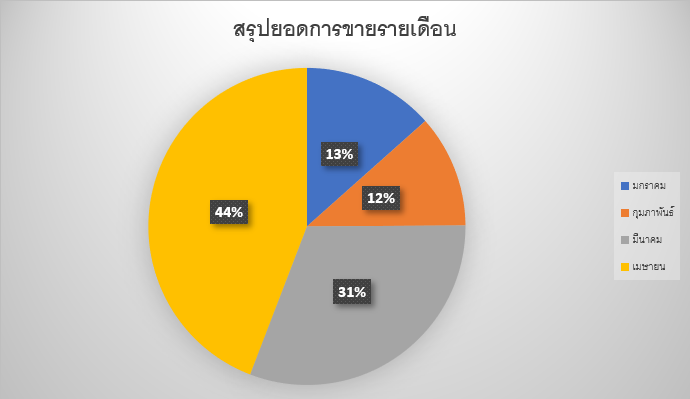 สรุปยอดการขายรายเดือน
13%
12%
44%
31%
มกราคม
กุมภาพันธ์
มีนาคม
เมษายน